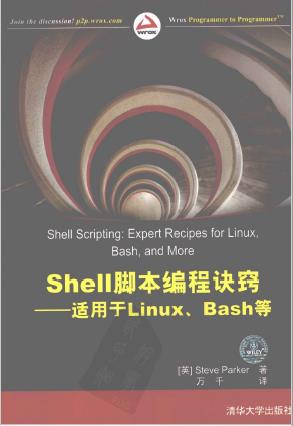 Join the discussion! p2p.wrox.com
Wrox Programmer to Programmer™
wrox
Shell Scripting: Expert Recipes for Linux,
Bash, and More
Shell脚本编程诀窍
——适用于Linux、Bash等
WILEY
[英] Steve Parker 著
万千 译
清华大学出版社